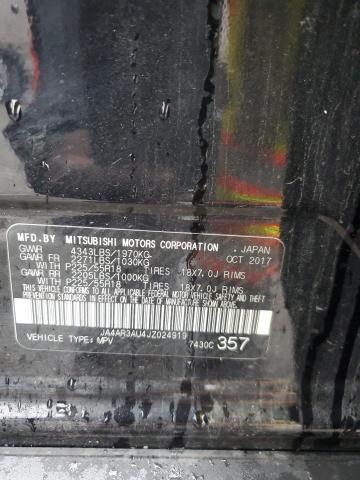 MFD.BY MITSUBISHI MOTORS CORPORATION . JAPAN
GVWR 4343LBS/1970KG OCT 2017
GAWR FR 2271LBS/1030KG
WITH P225/55R18 TIRES 18X7.0J RIMS
GAWR RR 2205LBS/1000KG
WITH P225/55R18 TIRES 18X7.0J RIMS
JA4AR3AU4JZ024919
VEHICLE TYPE: MPV 7430C 357